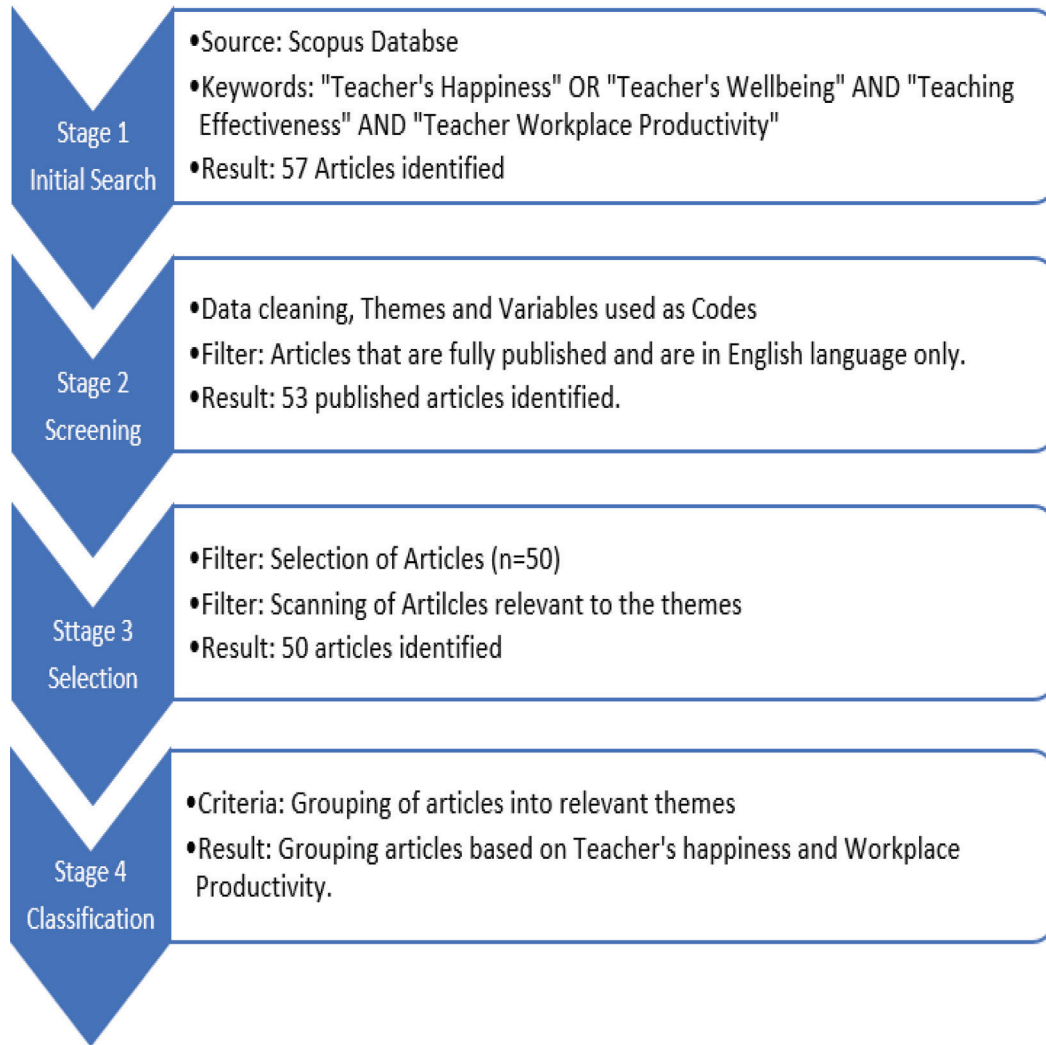 Stage 1
Initial Search
•Source: Scopus Databse
•Keywords: "Teacher's Happiness" OR "Teacher's Wellbeing" AND "Teaching
Effectiveness" AND "Teacher Workplace Productivity"
•Result: 57 Articles identified
Stage 2
Screening
•Data cleaning, Themes and Variables used as Codes
•Filter: Articles that are fully published and are in English language only.
•Result: 53 published articles identified.
Sttage 3
Selection
•Filter: Selection of Articles (n=50)
•Filter: Scanning of Artilcles relevant to the themes
•Result: 50 articles identified
Stage 4
Classification
•Criteria: Grouping of articles into relevant themes
•Result: Grouping articles based on Teacher's happiness and Workplace
Productivity.